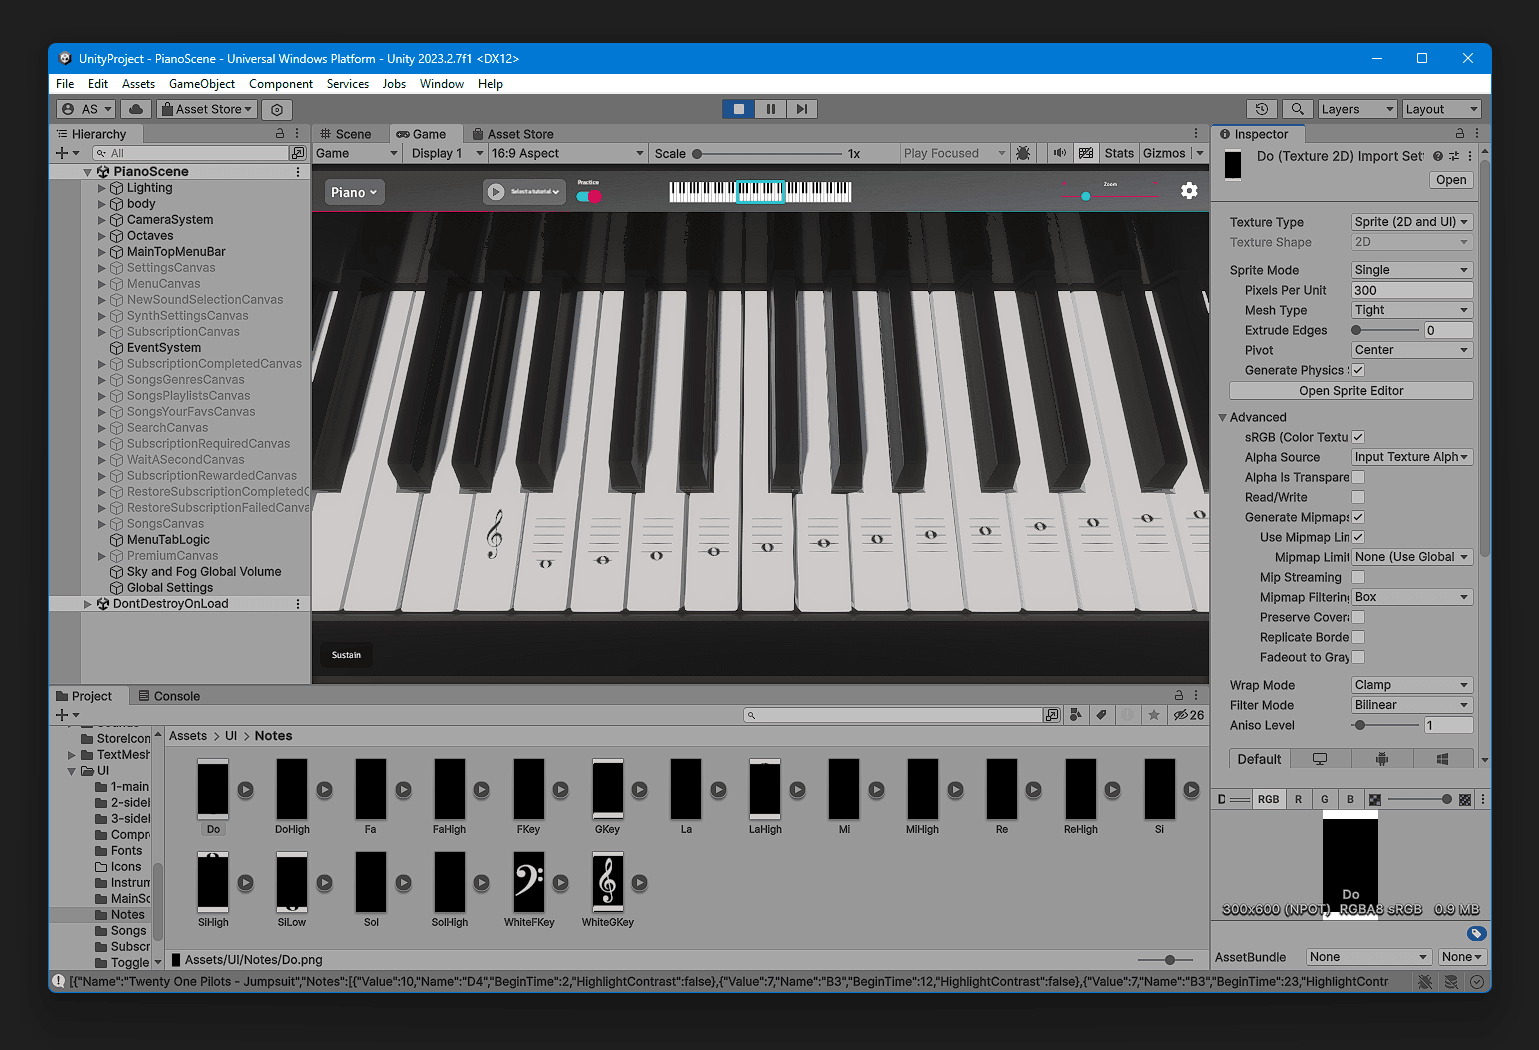 UnityProject - PianoScene - Universal Windows Platform - Unity 2023.2.7f1 <DX12>
File Edit Assets GameObject Component Services Jobs Window Help
AS Asset Store Layers Layout
Hierarchy
All
PianoScene
Lighting
body
CameraSystem
Octaves
MainTopMenuBar
SettingsCanvas
MenuCanvas
NewSoundSelectionCanvas
SynthSettingsCanvas
SubscriptionCanvas
EventSystem
SubscriptionCompletedCanvas
SongsGenresCanvas
SongsPlaylistsCanvas
SongsYourFavsCanvas
SearchCanvas
SubscriptionRequiredCanvas
WaitASecondCanvas
SubscriptionRewardedCanvas
RestoreSubscriptionCompletedC
RestoreSubscriptionFailedCanva
SongsCanvas
MenuTabLogic
PremiumCanvas
Sky and Fog Global Volume
Global Settings
DontDestroyOnLoad
Scene Game Asset Store
Game Display 1 16:9 Aspect Scale 1x Play Focused Stats Gizmos
Piano Select a tutorial Practice Zoom
Sustain
Inspector
Do (Texture 2D) Import Set
Open
Texture Type Sprite (2D and UI)
Texture Shape 2D
Sprite Mode Single
Pixels Per Unit 300
Mesh Type Tight
Extrude Edges 0
Pivot Center
Generate Physics S
Open Sprite Editor
Advanced
sRGB (Color Textu
Alpha Source Input Texture Alph
Alpha Is Transpare
Read/Write
Generate Mipmaps
Use Mipmap Lim
Mipmap Limit None (Use Global
Mip Streaming
Mipmap Filtering Box
Preserve Covera
Replicate Borde
Fadeout to Gray
Wrap Mode Clamp
Filter Mode Bilinear
Aniso Level 1
Default
D RGB R G B
Do
300x600 (NPOT) RGBA8 sRGB 0.9 MB
AssetBundle None None
Project Console
26
StoreIcon
TextMesh
UI
1-main
2-sidel
3-sidel
Compre
Fonts
Icons
Instrum
MainSc
Notes
Songs
Subscr
Toggle
Assets > UI > Notes
Do DoHigh Fa FaHigh FKey GKey La LaHigh Mi MiHigh Re ReHigh Si
SiHigh SiLow Sol SolHigh WhiteFKey WhiteGKey
Assets/UI/Notes/Do.png
[{"Name":"Twenty One Pilots - Jumpsuit","Notes":[{"Value":10,"Name":"D4","BeginTime":2,"HighlightContrast":false},{"Value":7,"Name":"B3","BeginTime":12,"HighlightContrast":false},{"Value":7,"Name":"B3","BeginTime":23,"HighlightContr